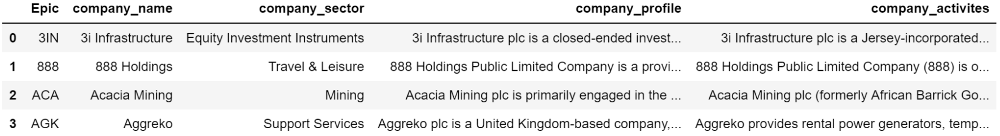 Epic company_name company_sector company_profile company_activites
0 3IN 3i Infrastructure Equity Investment Instruments 3i Infrastructure plc is a closed-ended invest... 3i Infrastructure plc is a Jersey-incorporated...
1 888 888 Holdings Travel & Leisure 888 Holdings Public Limited Company is a provi... 888 Holdings Public Limited Company (888) is o...
2 ACA Acacia Mining Mining Acacia Mining plc is primarily engaged in the ... Acacia Mining plc (formerly African Barrick Go...
3 AGK Aggreko Support Services Aggreko plc is a United Kingdom-based company,... Aggreko provides rental power generators, temp...